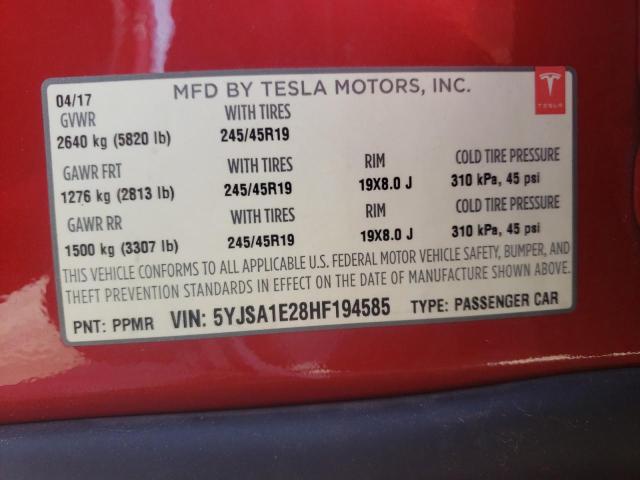 04/17 MFD BY TESLA MOTORS, INC.
TESLA
GVWR WITH TIRES
2640 kg (5820 lb) 245/45R19
GAWR FRT WITH TIRES RIM COLD TIRE PRESSURE
1276 kg (2813 lb) 245/45R19 19X8.0 J 310 kPa, 45 psi
GAWR RR WITH TIRES RIM COLD TIRE PRESSURE
1500 kg (3307 lb) 245/45R19 19X8.0 J 310 kPa, 45 psi
THIS VEHICLE CONFORMS TO ALL APPLICABLE U.S. FEDERAL MOTOR VEHICLE SAFETY, BUMPER, AND
THEFT PREVENTION STANDARDS IN EFFECT ON THE DATE OF MANUFACTURE SHOWN ABOVE.
PNT: PPMR VIN: 5YJSA1E28HF194585 TYPE: PASSENGER CAR